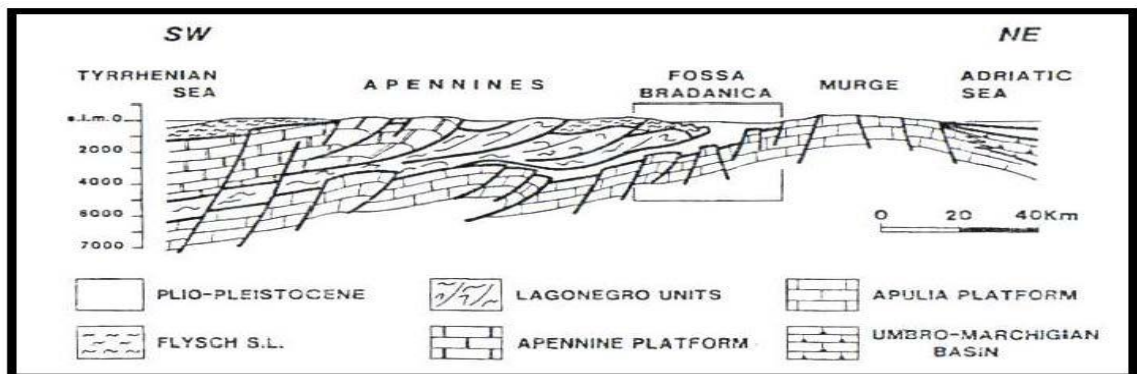 SW NE
TYRRHENIAN SEA
APENNINES
FOSSA BRADANICA
MURGE
ADRIATIC SEA
s.l.m. 0
2000
4000
6000
7000
0 20 40Km
PLIO-PLEISTOCENE
LAGONEGRO UNITS
APULIA PLATFORM
FLYSCH S.L.
APENNINE PLATFORM
UMBRO-MARCHIGIAN BASIN